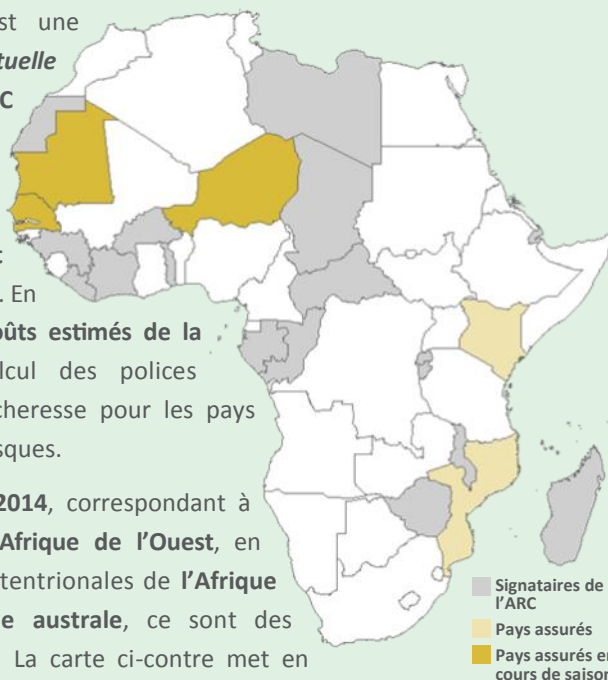 st une
tuelle
C
t
. En
oûts estimés de la
lcul des polices
cheresse pour les pays
sques.
2014, correspondant à
Afrique de l’Ouest, en
tentrionales de l’Afrique
e australe, ce sont des
La carte ci-contre met en
Signataires de
l’ARC
Pays assurés
Pays assurés en
cours de saison